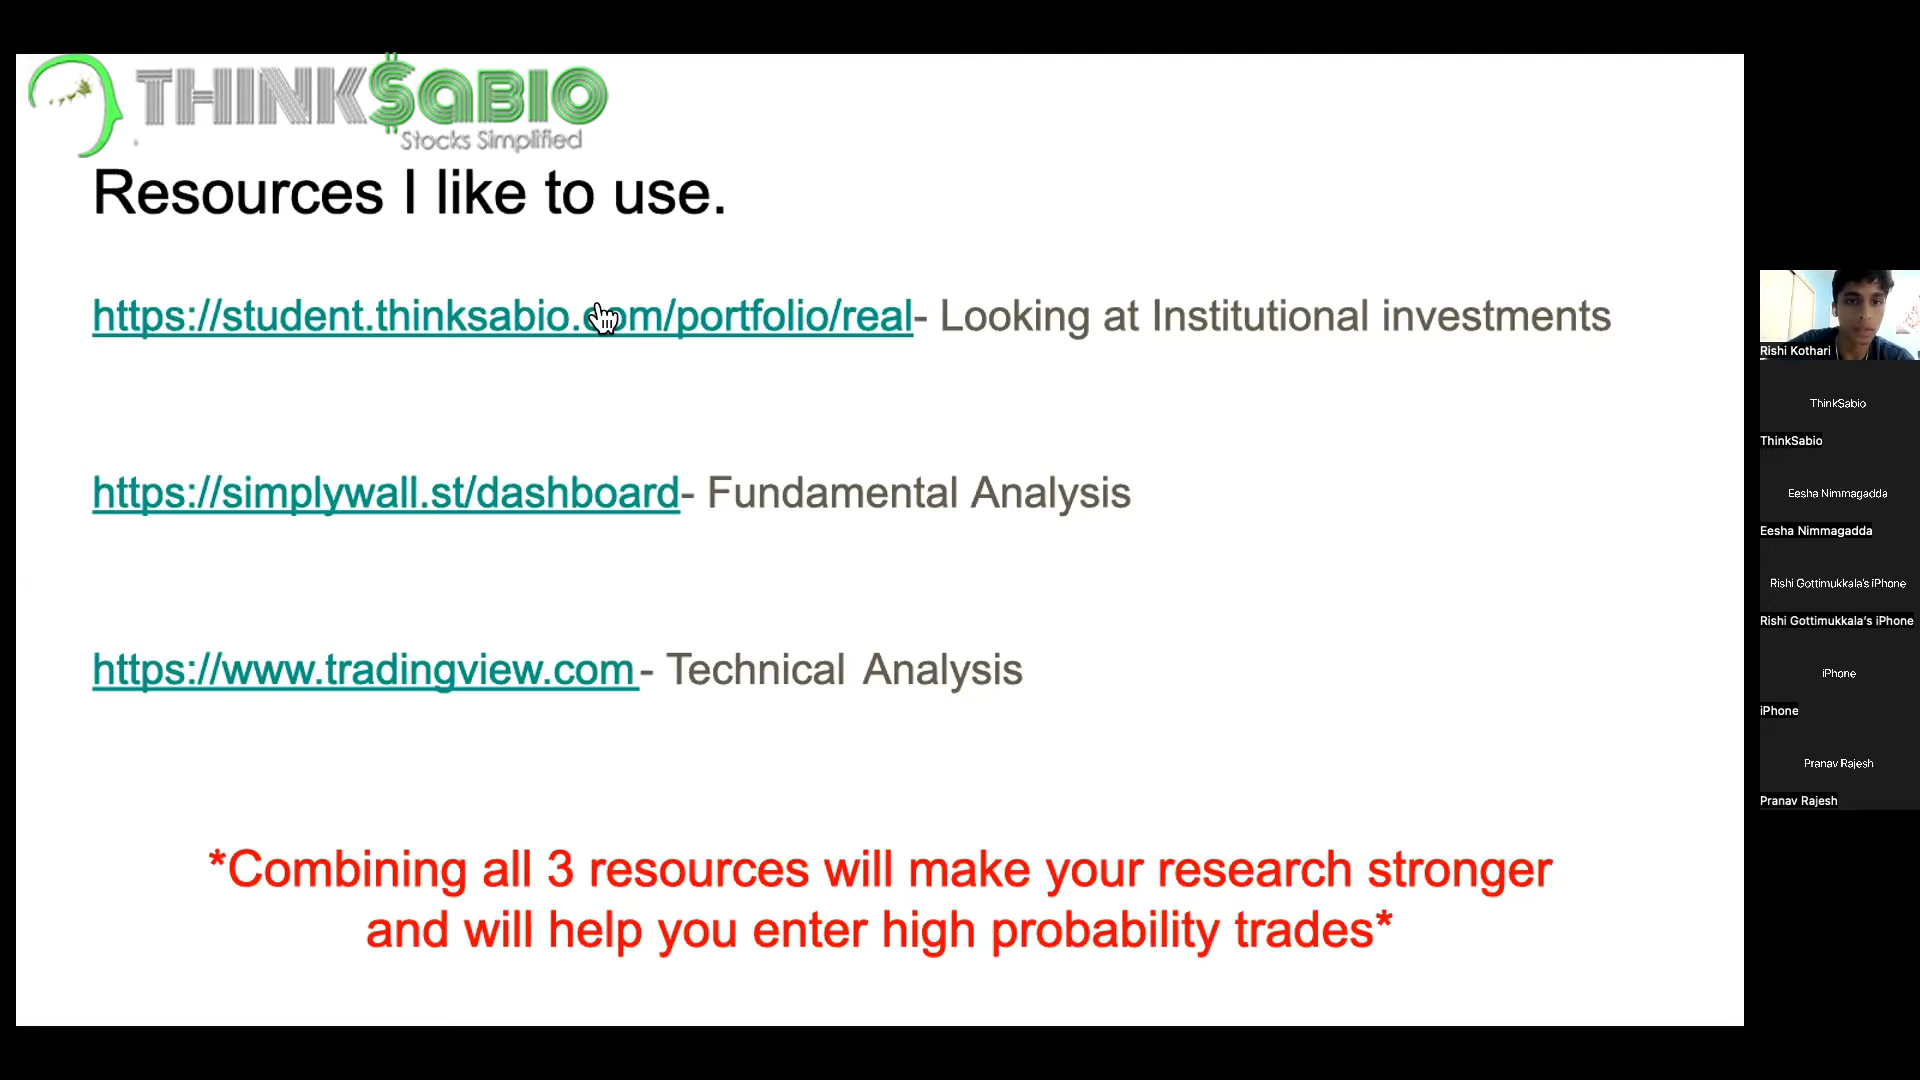 THINK$aBIO
Stocks Simplified
Resources I like to use.
https://student.thinksabio.com/portfolio/real- Looking at Institutional investments
https://simplywall.st/dashboard- Fundamental Analysis
https://www.tradingview.com - Technical Analysis
*Combining all 3 resources will make your research stronger
and will help you enter high probability trades*
Rishi Kothari
ThinkSabio
ThinkSabio
Eesha Nimmagadda
Eesha Nimmagadda
Rishi Gottimukkala's iPhone
Rishi Gottimukkala's iPhone
iPhone
iPhone
Pranav Rajesh
Pranav Rajesh